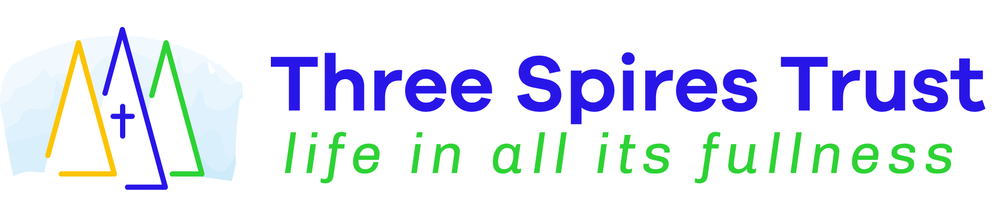 Three Spires Trust
life in all its fullness